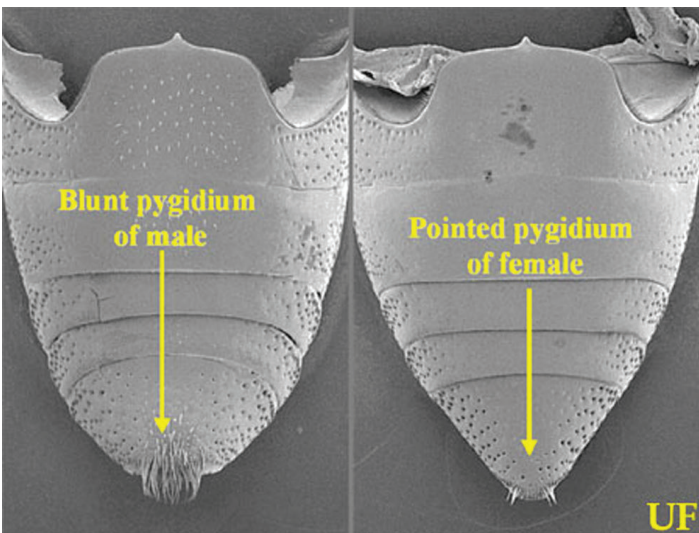 Blunt pygidium
of male
Pointed pygidium
of female
UF